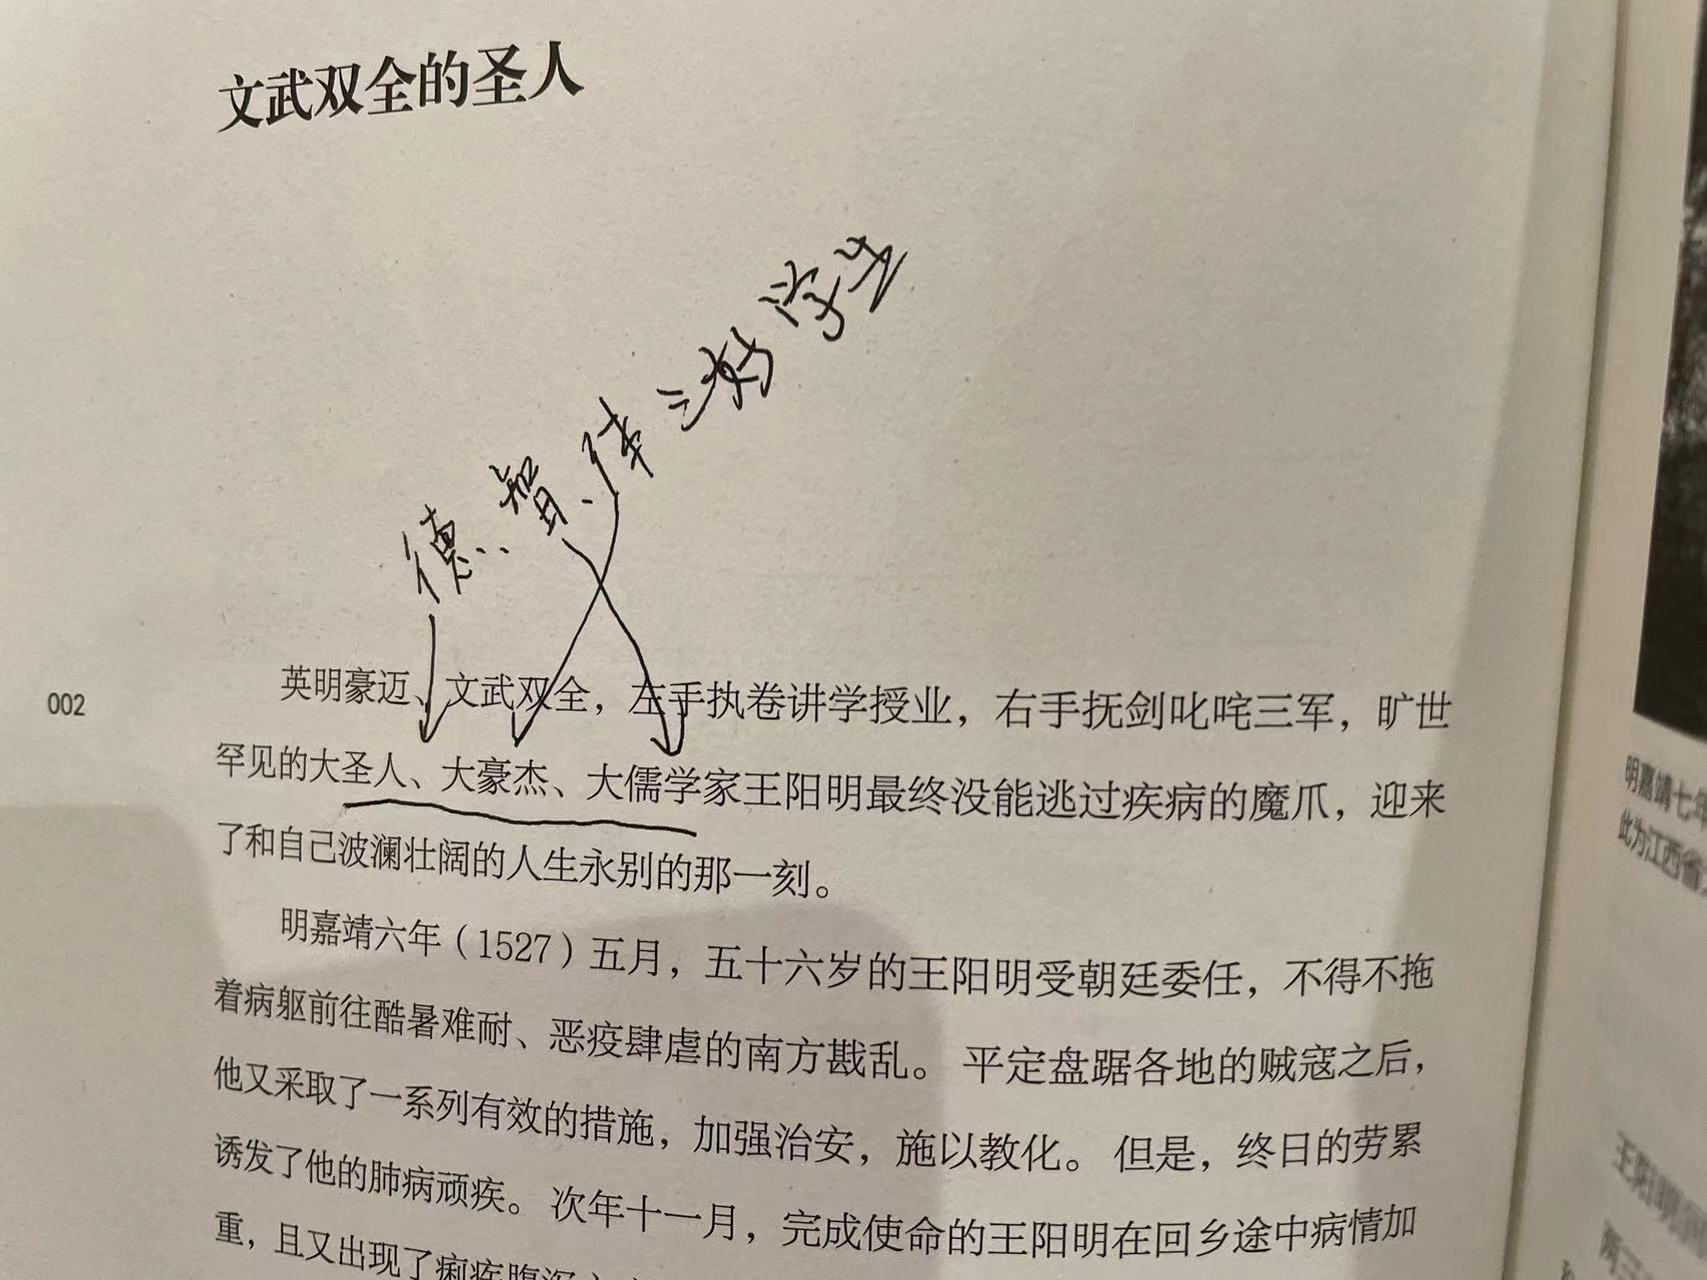 文武双全的圣人
德、智、体三好学生
002
英明豪迈、文武双全，左手执卷讲学授业，右手抚剑叱咤三军，旷世
罕见的大圣人、大豪杰、大儒学家王阳明最终没能逃过疾病的魔爪，迎来
了和自己波澜壮阔的人生永别的那一刻。
明嘉靖六年（1527）五月，五十六岁的王阳明受朝廷委任，不得不拖
着病躯前往酷暑难耐、恶疫肆虐的南方戡乱。平定盘踞各地的贼寇之后，
他又采取了一系列有效的措施，加强治安，施以教化。但是，终日的劳累
诱发了他的肺病顽疾。次年十一月，完成使命的王阳明在回乡途中病情加
重，且又出现了痢疾腹泻
明嘉靖七年
此为江西省
王阳明